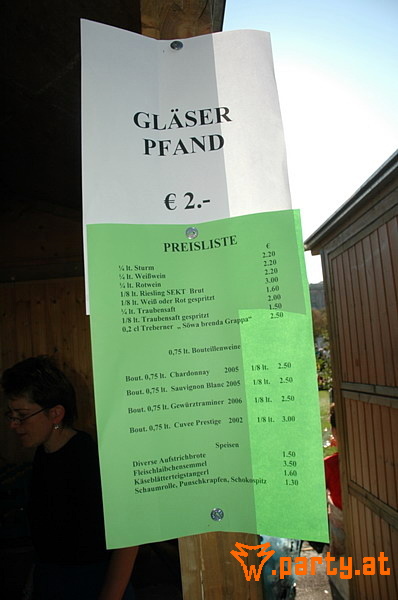 GLÄSER
PFAND
€ 2.-
PREISLISTE
€
¼ lt. Sturm 2.20
¼ lt. Weißwein 2.20
¼ lt. Rotwein 2.20
1/8 lt. Riesling SEKT Brut 3.00
1/8 lt. Weiß oder Rot gespritzt 1.60
¼ lt. Traubensaft 2.00
1/8 lt. Traubensaft gespritzt 1.50
0,2 cl Treberner „ Söwa brenda Grappa“ 2.50
0,75 lt. Bouteillenweine
Bout. 0,75 lt. Chardonnay 2005 1/8 lt. 2.50
Bout. 0,75 lt. Sauvignon Blanc 2005 1/8 lt. 2.50
Bout. 0,75 lt. Gewürztraminer 2006 1/8 lt. 2.50
Bout. 0,75 lt. Cuvee Prestige 2002 1/8 lt. 3.00
Speisen
Diverse Aufstrichbrote 1.50
Fleischlaibchensemmel 3.50
Käseblätterteigstangerl 1.60
Schaumrolle, Punschkrapfen, Schokospitz 1.30
.party.at